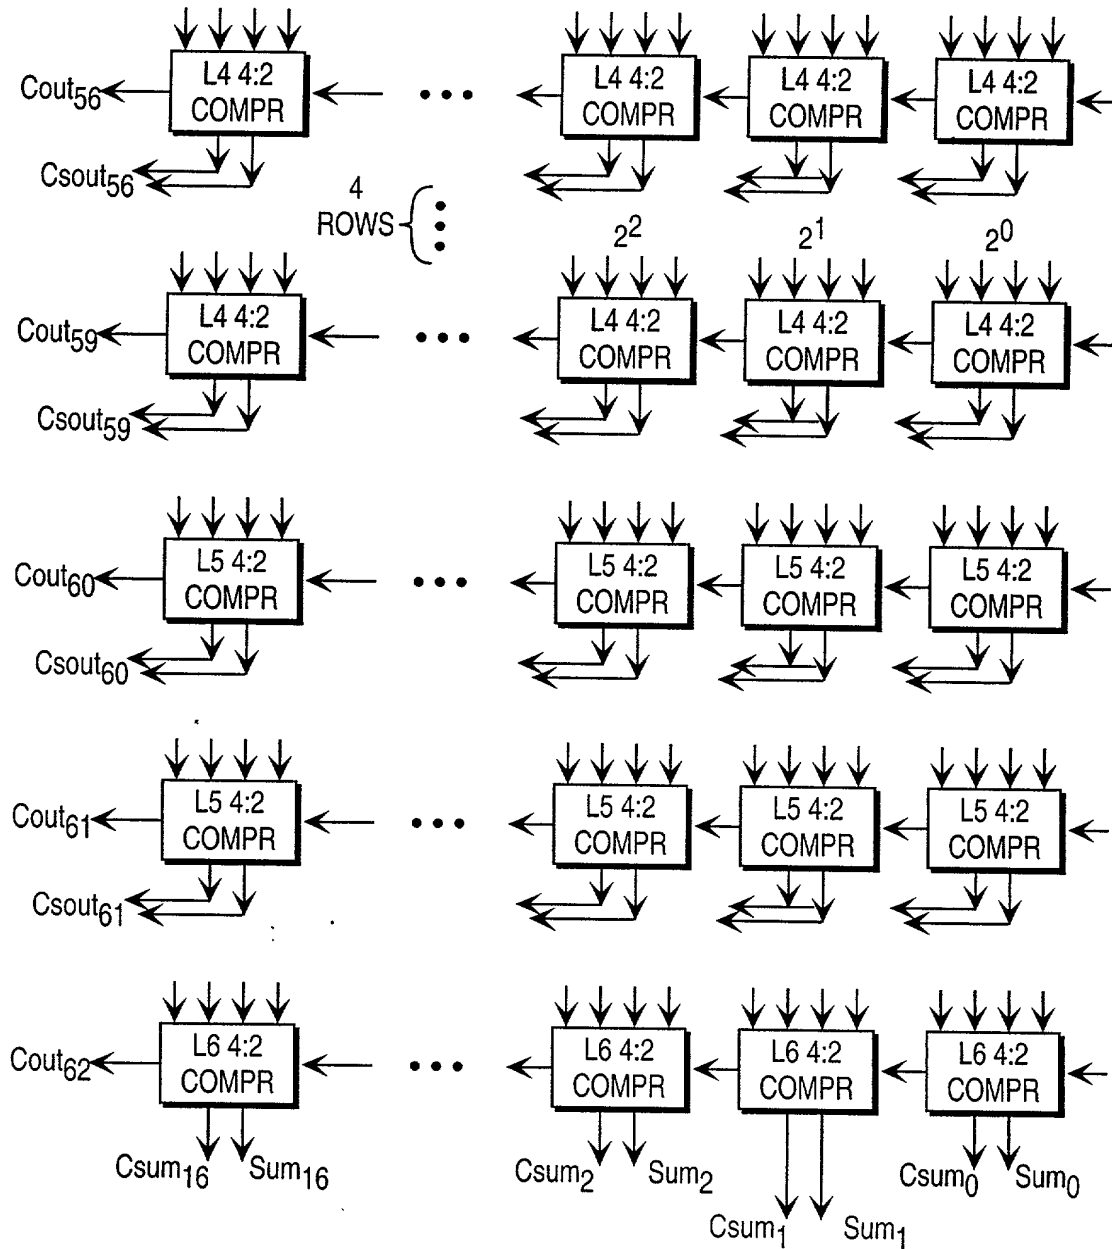 L4 4:2 COMPR
L4 4:2 COMPR
L4 4:2 COMPR
L4 4:2 COMPR
Cout56
Csout56
4 ROWS
2^2
2^1
2^0
L4 4:2 COMPR
L4 4:2 COMPR
L4 4:2 COMPR
L4 4:2 COMPR
Cout59
Csout59
L5 4:2 COMPR
L5 4:2 COMPR
L5 4:2 COMPR
L5 4:2 COMPR
Cout60
Csout60
L5 4:2 COMPR
L5 4:2 COMPR
L5 4:2 COMPR
L5 4:2 COMPR
Cout61
Csout61
L6 4:2 COMPR
L6 4:2 COMPR
L6 4:2 COMPR
L6 4:2 COMPR
Cout62
Csum16
Sum16
Csum2
Sum2
Csum0
Sum0
Csum1
Sum1